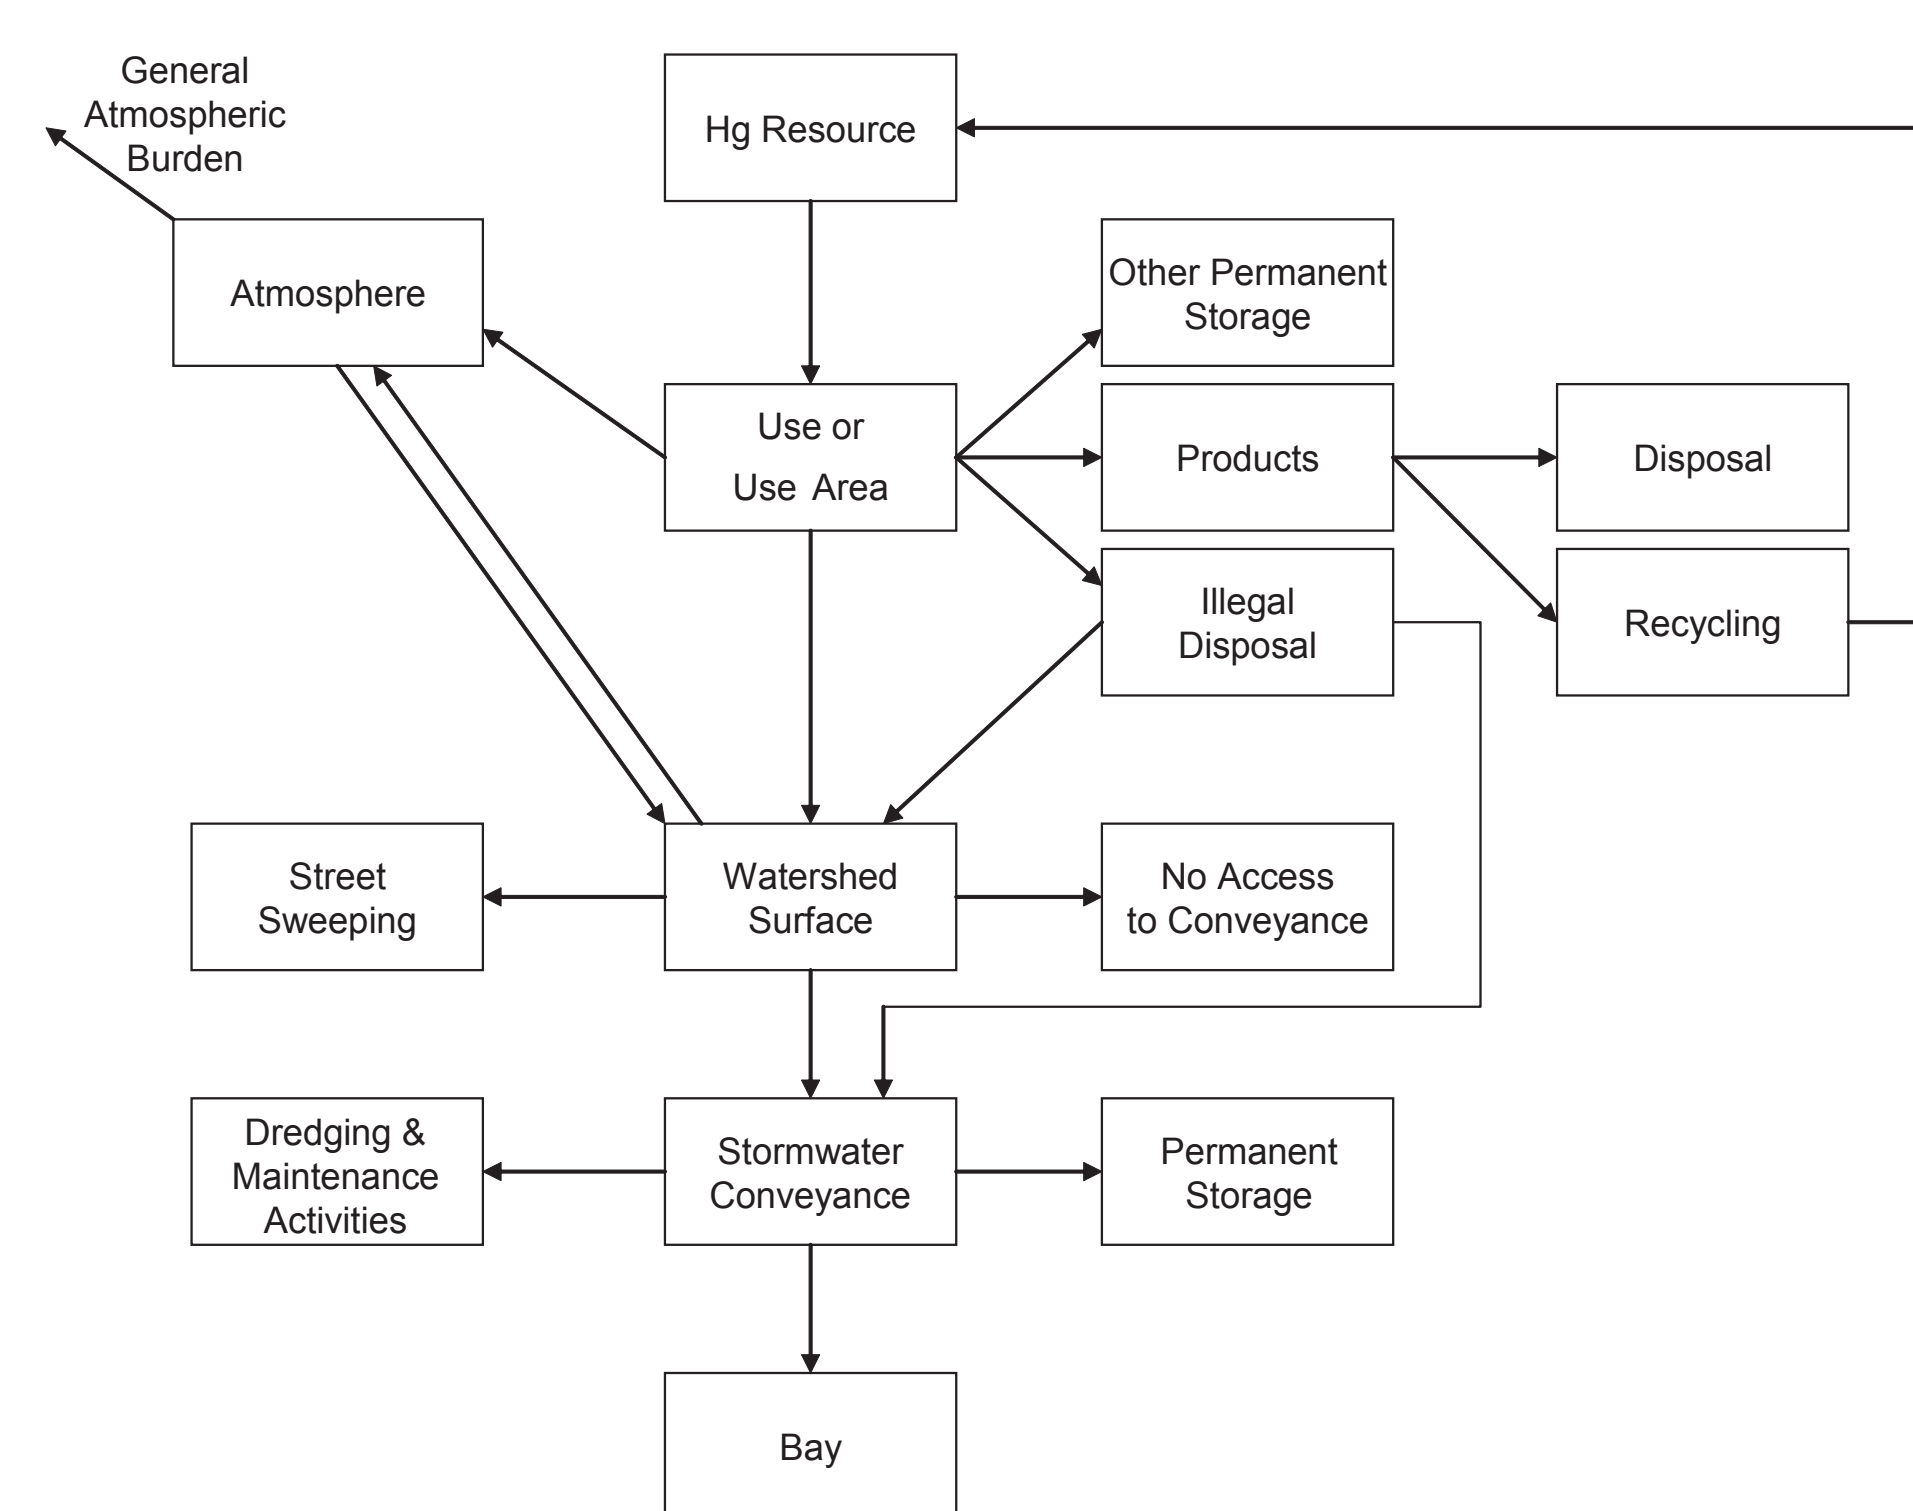 General
Atmospheric
Burden
Hg Resource
Atmosphere
Other Permanent
Storage
Use or
Use Area
Products
Disposal
Illegal
Disposal
Recycling
Street
Sweeping
Watershed
Surface
No Access
to Conveyance
Dredging &
Maintenance
Activities
Stormwater
Conveyance
Permanent
Storage
Bay